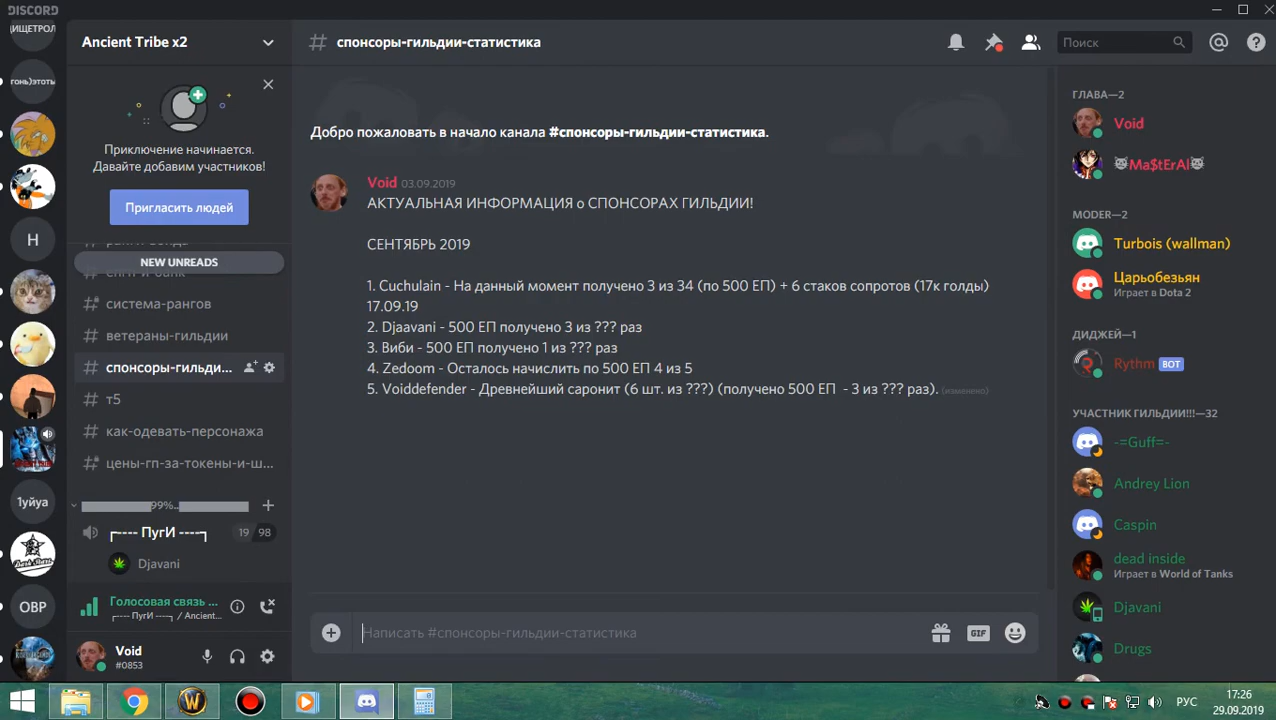 DISCORD
ДИЩЕТРОЛ
гонь)этоты
Н
1уйуа
Dark Stars
ОВР
Ancient Tribe x2
Приключение начинается.
Давайте добавим участников!
Пригласить людей
NEW UNREADS
система-рангов
ветераны-гильдии
спонсоры-гильди...
т5
как-одевать-персонажа
цены-гп-за-токены-и-ш...
99%..
┏---- ПугИ ----┓
19 98
Djavani
Голосовая связь ...
┏---- ПугИ ----┓ / Ancient...
Void
#0853
# спонсоры-гильдии-статистика
Поиск
Добро пожаловать в начало канала #спонсоры-гильдии-статистика.
Void 03.09.2019
АКТУАЛЬНАЯ ИНФОРМАЦИЯ о СПОНСОРАХ ГИЛЬДИИ!
СЕНТЯБРЬ 2019
1. Cuchulain - На данный момент получено 3 из 34 (по 500 ЕП) + 6 стаков сопротов (17к голды)
17.09.19
2. Djaavani - 500 ЕП получено 3 из ??? раз
3. Виби - 500 ЕП получено 1 из ??? раз
4. Zedoom - Осталось начислить по 500 ЕП 4 из 5
5. Voiddefender - Древнейший саронит (6 шт. из ???) (получено 500 ЕП - 3 из ??? раз). (изменено)
Написать #спонсоры-гильдии-статистика
GIF
ГЛАВА—2
Void
Ma$tErAl
MODER—2
Turbois (wallman)
Царьобезьян
Играет в Dota 2
ДИДЖЕЙ—1
Rythm BOT
УЧАСТНИК ГИЛЬДИИ!!!—32
-=Guff=-
Andrey Lion
Caspin
dead inside
Играет в World of Tanks
Djavani
Drugs
РУС
17:26
29.09.2019